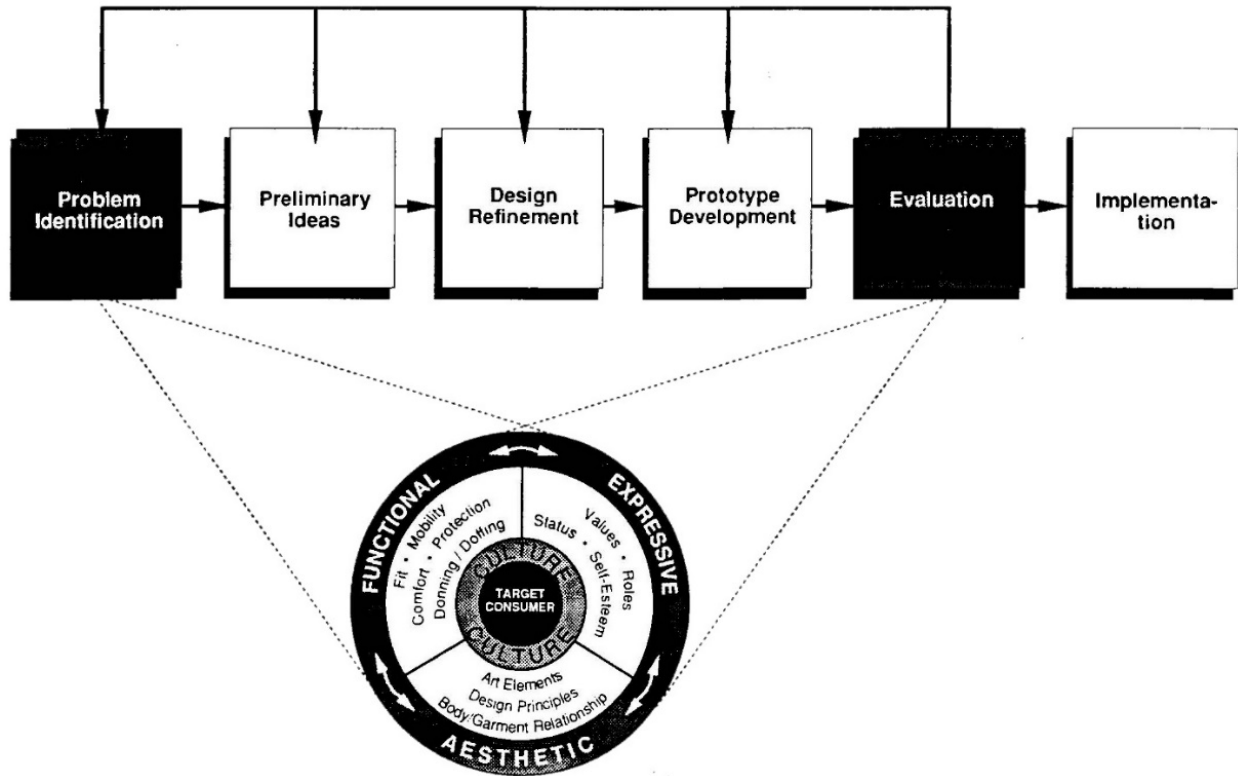 Problem
Identification
Preliminary
Ideas
Design
Refinement
Prototype
Development
Evaluation
Implementa-
tion
FUNCTIONAL
EXPRESSIVE
AESTHETIC
Fit • Mobility
Comfort • Protection
Donning / Doffing
Values • Roles
Status • Self-Esteem
CULTURE
TARGET
CONSUMER
CULTURE
Art Elements
Design Principles
Body/Garment Relationship